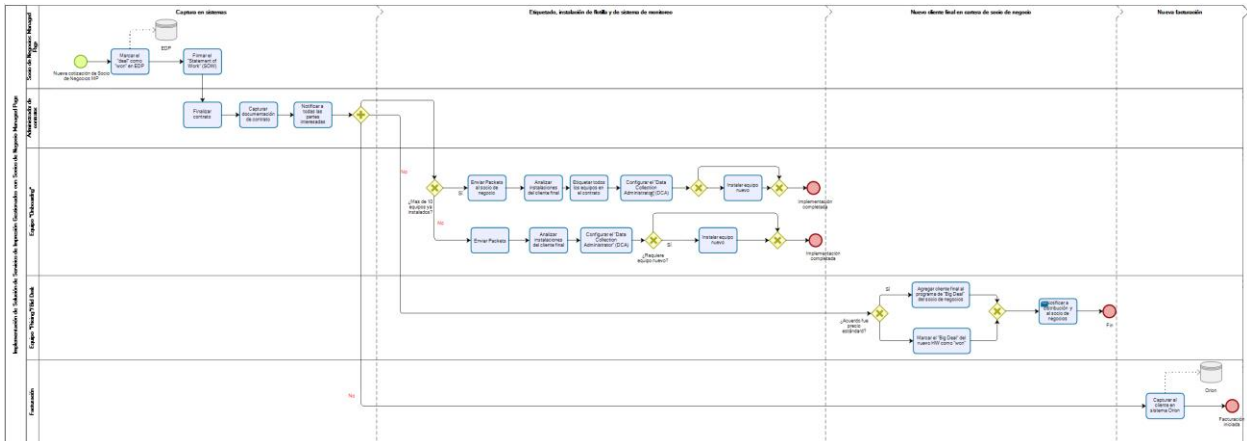 Captura en sistemas
Etiquetado, instalación de flotilla y de sistema de monitoreo
Nuevo cliente final en cartera de socio de negocio
Nueva facturación
Implementación de Solución de Servicios de Impresión Gestionados con Socio de Negocio Managed Page
Socio de Negocios Managed
Page
Nueva cotización de Socio
de Negocios MP
Marcar el
"deal" como
"won" en EDP
EDP
Firmar el
"Statement of
Work" (SOW)
Administrador de
contratos
Finalizar
contrato
Capturar
documentación
de contrato
Notificar a
todas las
partes
interesadas
Equipo "Onboarding"
No
¿Mas de 10
equipos ya
instalados?
Sí
Enviar Packets
al socio de
negocio
Analizar
instalaciones
del cliente final
Etiquetar todos
los equipos en
el contrato
Configurar el "Data
Collection
Administrator" (DCA)
Instalar equipo
nuevo
Implementación
completada
No
Enviar Packets
Analizar
instalaciones
del cliente final
Configurar el "Data
Collection
Administrator" (DCA)
¿Requiere
equipo nuevo?
Sí
Instalar equipo
nuevo
Implementación
completada
Equipo "Pricing"/Bid Desk
¿Acuerdo fue
precio
estándard?
Sí
Agregar cliente final al
programa de "Big Deal"
del socio de negocios
Marcar el "Big Deal" del
nuevo HW como "won"
Notificar a
distribución y
al socio de
negocios
Fin
Facturación
No
Capturar el
cliente en
sistema Orion
Orion
Facturación
iniciada